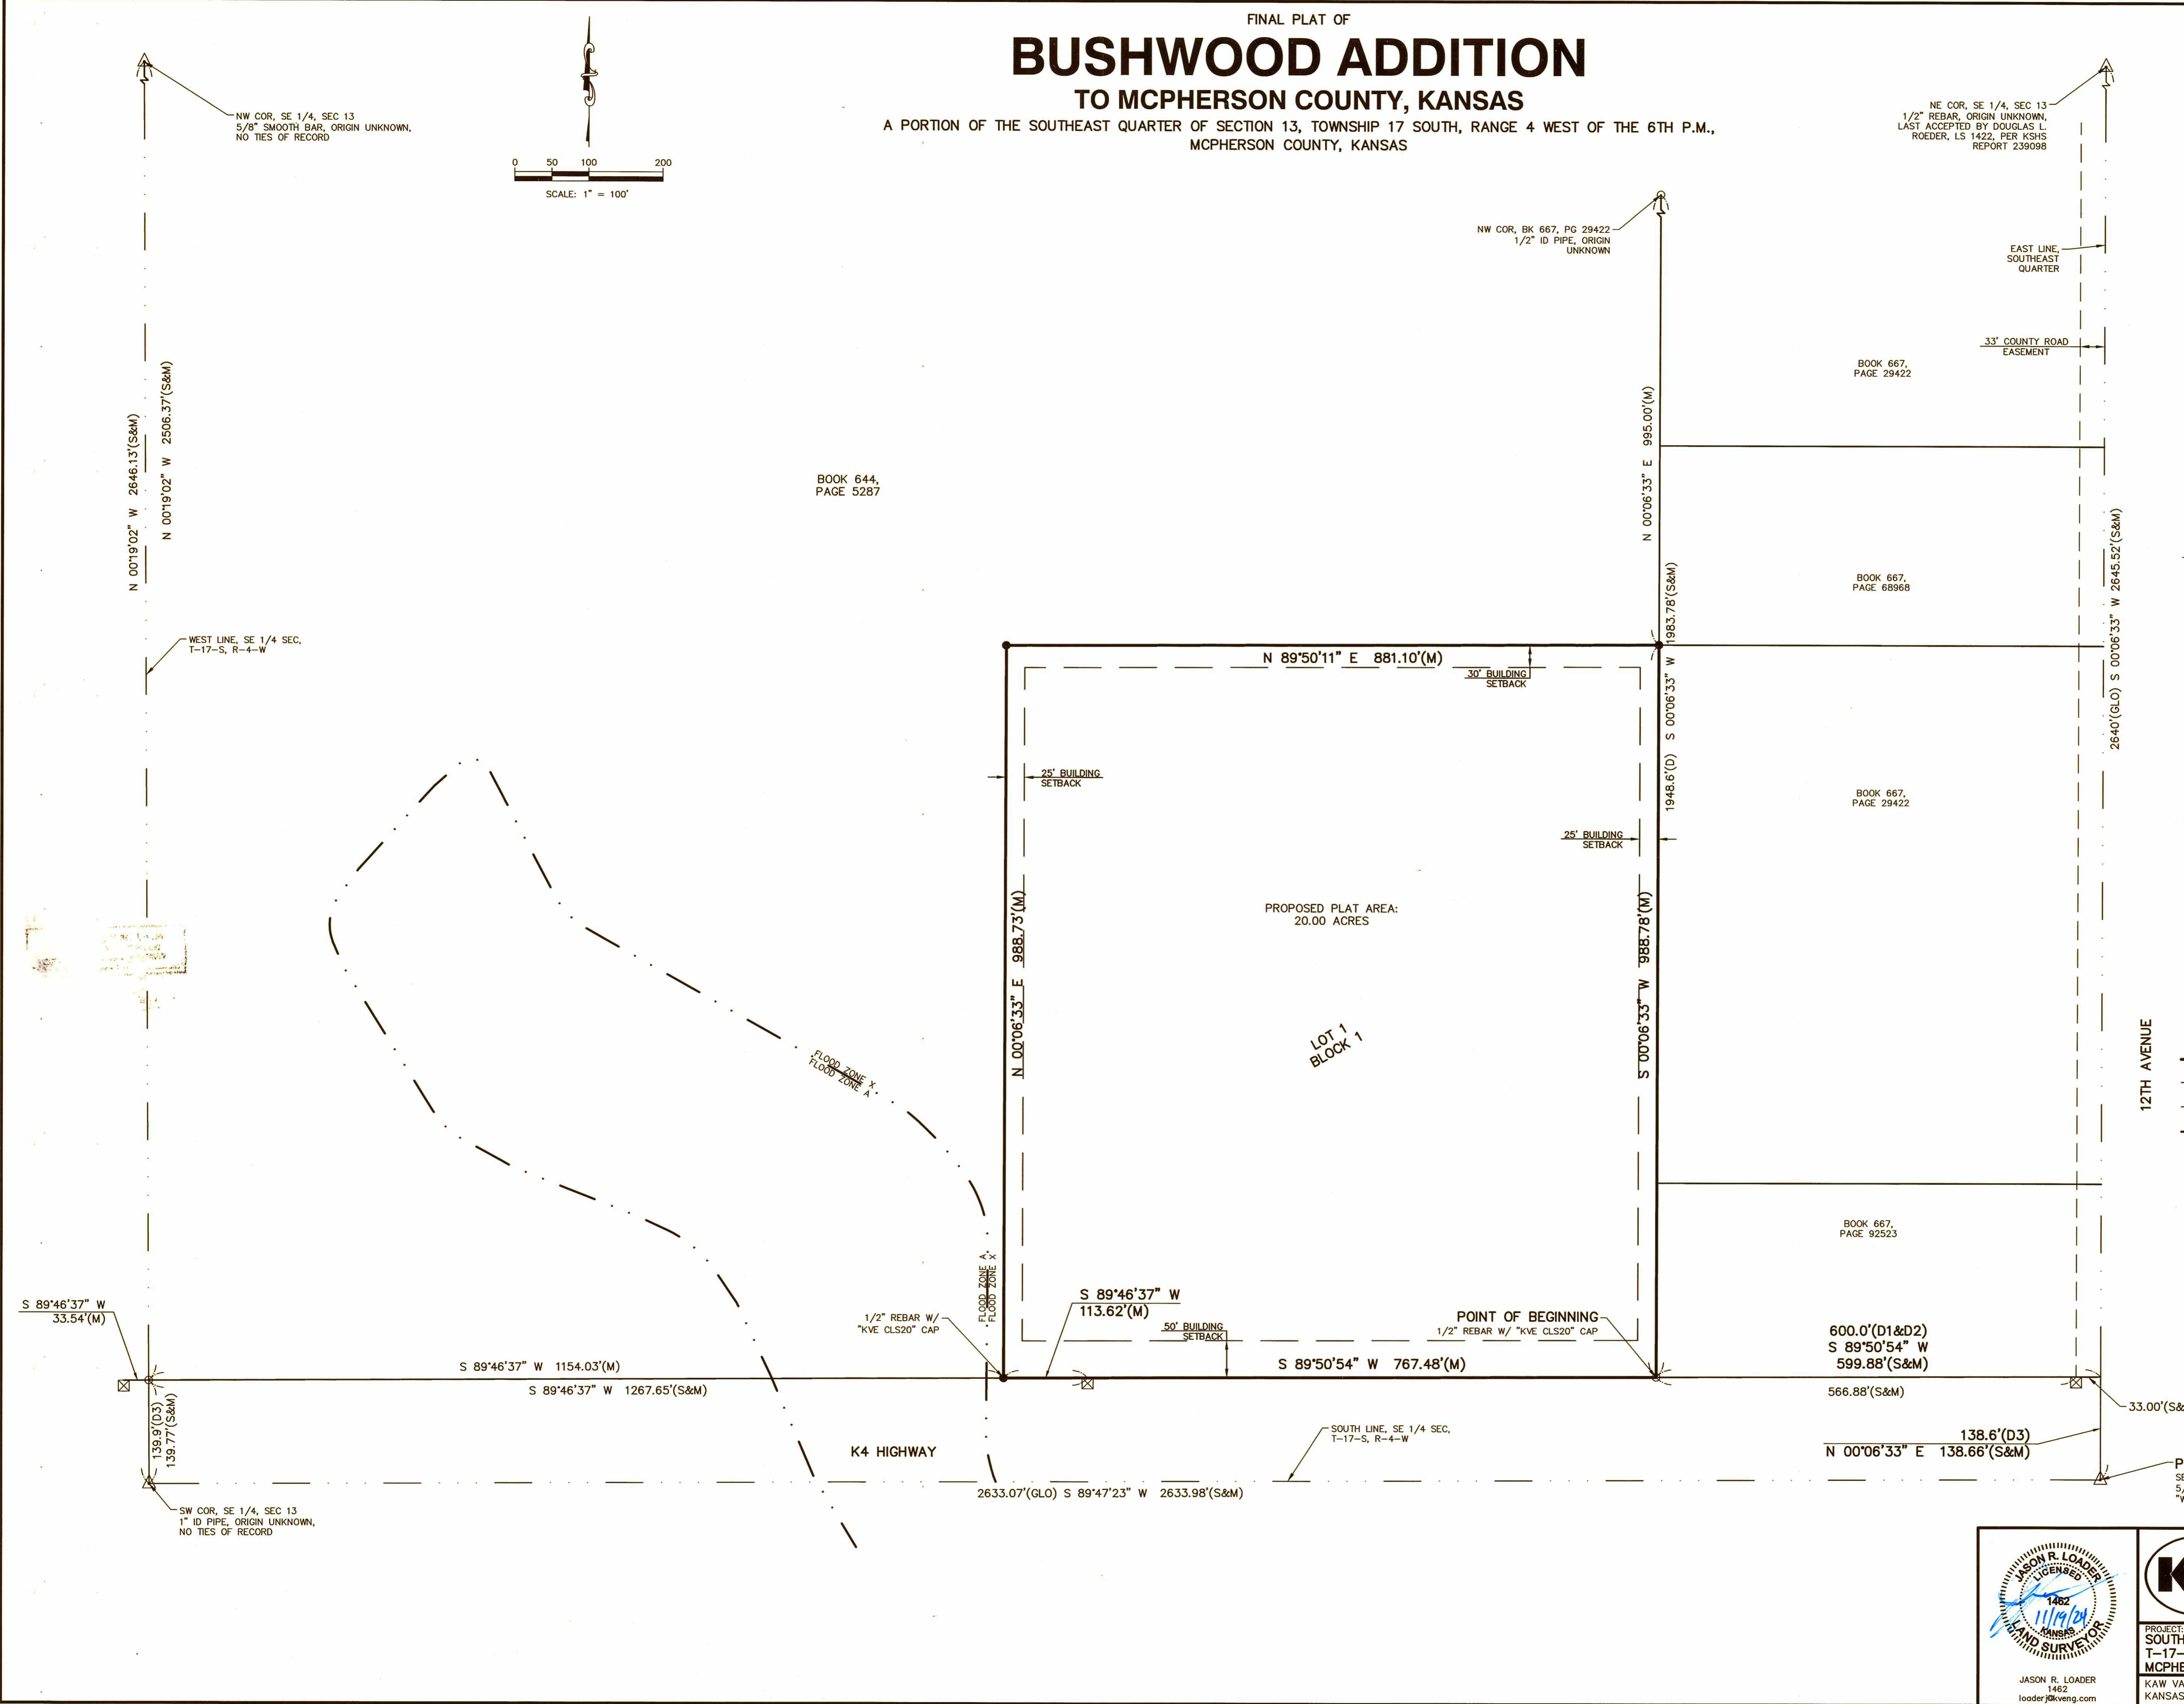 FINAL PLAT OF
BUSHWOOD ADDITION
TO MCPHERSON COUNTY, KANSAS
A PORTION OF THE SOUTHEAST QUARTER OF SECTION 13, TOWNSHIP 17 SOUTH, RANGE 4 WEST OF THE 6TH P.M.,
MCPHERSON COUNTY, KANSAS
NW COR, SE 1/4, SEC 13
5/8" SMOOTH BAR, ORIGIN UNKNOWN,
NO TIES OF RECORD
0 50 100 200
SCALE: 1" = 100'
NE COR, SE 1/4, SEC 13
1/2" REBAR, ORIGIN UNKNOWN,
LAST ACCEPTED BY DOUGLAS L.
ROEDER, LS 1422, PER KSHS
REPORT 239098
NW COR, BK 667, PG 29422
1/2" ID PIPE, ORIGIN
UNKNOWN
EAST LINE,
SOUTHEAST
QUARTER
33' COUNTY ROAD
EASEMENT
BOOK 667,
PAGE 29422
N 00°19'02" W 2646.13'(S&M)
N 00°19'02" W 2506.37'(S&M)
BOOK 644,
PAGE 5287
N 00°06'33" E 995.00'(M)
BOOK 667,
PAGE 68968
1948.6'(D) S 00°06'33" W 1983.78'(S&M)
2640'(GLO) S 00°06'33" W 2645.52'(S&M)
WEST LINE, SE 1/4 SEC,
T-17-S, R-4-W
N 89°50'11" E 881.10'(M)
30' BUILDING
SETBACK
25' BUILDING
SETBACK
25' BUILDING
SETBACK
BOOK 667,
PAGE 29422
PROPOSED PLAT AREA:
20.00 ACRES
N 00°06'33" E 988.73'(M)
S 00°06'33" W 988.78'(M)
LOT 1
BLOCK 1
FLOOD ZONE X
FLOOD ZONE A
12TH AVENUE
BOOK 667,
PAGE 92523
FLOOD ZONE A
FLOOD ZONE X
S 89°46'37" W
33.54'(M)
1/2" REBAR W/
"KVE CLS20" CAP
S 89°46'37" W
113.62'(M)
50' BUILDING
SETBACK
POINT OF BEGINNING
1/2" REBAR W/ "KVE CLS20" CAP
600.0'(D1&D2)
S 89°50'54" W
599.88'(S&M)
S 89°46'37" W 1154.03'(M)
S 89°50'54" W 767.48'(M)
S 89°46'37" W 1267.65'(S&M)
566.88'(S&M)
33.00'(S&
139.9'(D3)
139.77'(S&M)
K4 HIGHWAY
SOUTH LINE, SE 1/4 SEC,
T-17-S, R-4-W
138.6'(D3)
N 00°06'33" E 138.66'(S&M)
2633.07'(GLO) S 89°47'23" W 2633.98'(S&M)
SW COR, SE 1/4, SEC 13
1" ID PIPE, ORIGIN UNKNOWN,
NO TIES OF RECORD
P
SE
5/
"W
JASON R. LOADER
LICENSED
1462
11/19/24
KANSAS
LAND SURVEYOR
JASON R. LOADER
1462
loaderj@kveng.com
K
PROJECT:
SOUTH
T-17-
MCPHE
KAW VA
KANSAS